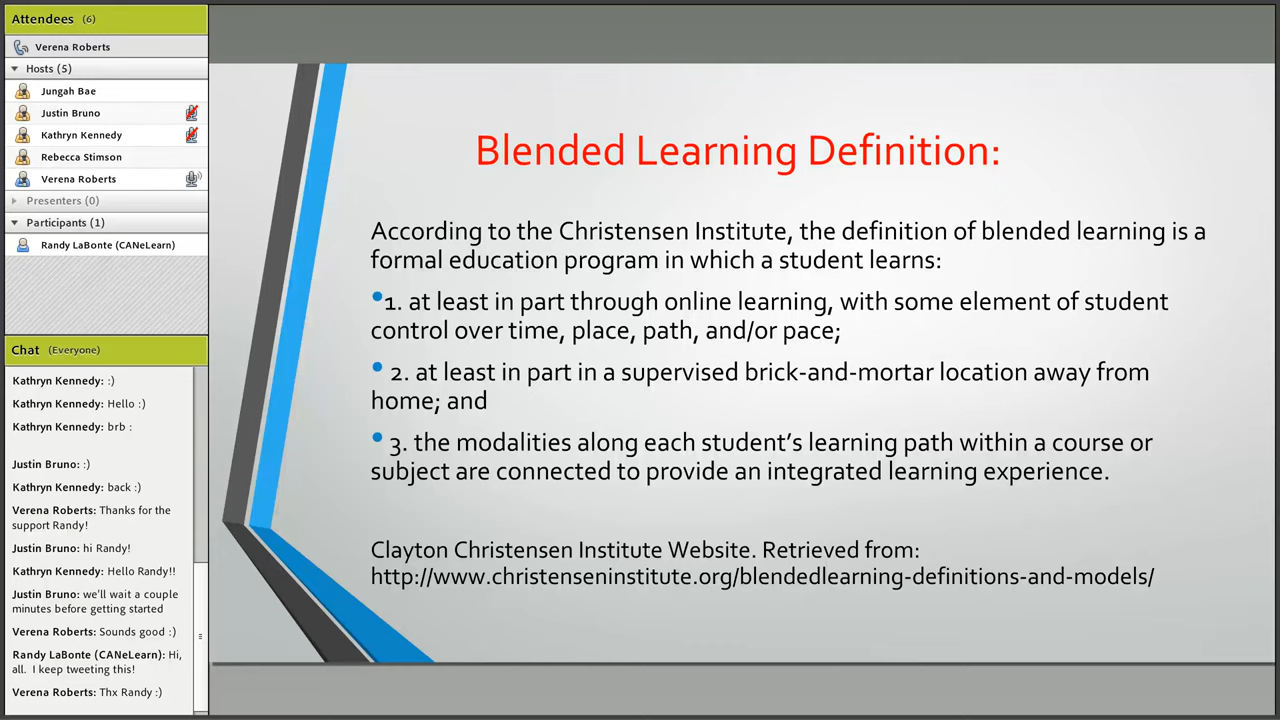 Attendees (6)
Verena Roberts
Hosts (5)
Jungah Bae
Justin Bruno
Kathryn Kennedy
Rebecca Stimson
Verena Roberts
Presenters (0)
Participants (1)
Randy LaBonte (CANeLearn)
Chat (Everyone)
Kathryn Kennedy: :)
Kathryn Kennedy: Hello :)
Kathryn Kennedy: brb :
Justin Bruno: :)
Kathryn Kennedy: back :)
Verena Roberts: Thanks for the
support Randy!
Justin Bruno: hi Randy!
Kathryn Kennedy: Hello Randy!!
Justin Bruno: we'll wait a couple
minutes before getting started
Verena Roberts: Sounds good :)
Randy LaBonte (CANeLearn): Hi,
all. I keep tweeting this!
Verena Roberts: Thx Randy :)
Blended Learning Definition:
According to the Christensen Institute, the definition of blended learning is a
formal education program in which a student learns:
•1. at least in part through online learning, with some element of student
control over time, place, path, and/or pace;
• 2. at least in part in a supervised brick-and-mortar location away from
home; and
• 3. the modalities along each student’s learning path within a course or
subject are connected to provide an integrated learning experience.
Clayton Christensen Institute Website. Retrieved from:
http://www.christenseninstitute.org/blendedlearning-definitions-and-models/